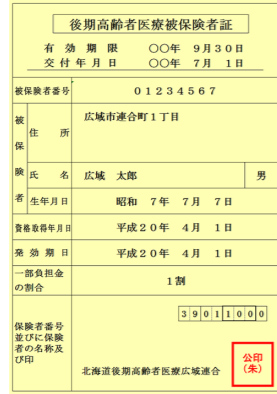 後期高齢者医療被保険者証
有効期限 〇〇年 9月30日
交付年月日 〇〇年 7月 1日
被保険者番号 01234567
被保険者
住所 広域市連合町1丁目
氏名 広域 太郎 男
生年月日 昭和 7年 7月 7日
資格取得年月日 平成20年 4月 1日
発効期日 平成20年 4月 1日
一部負担金の割合 1割
保険者番号並びに保険者の名称及び印
39011000
北海道後期高齢者医療広域連合
公印
(朱)